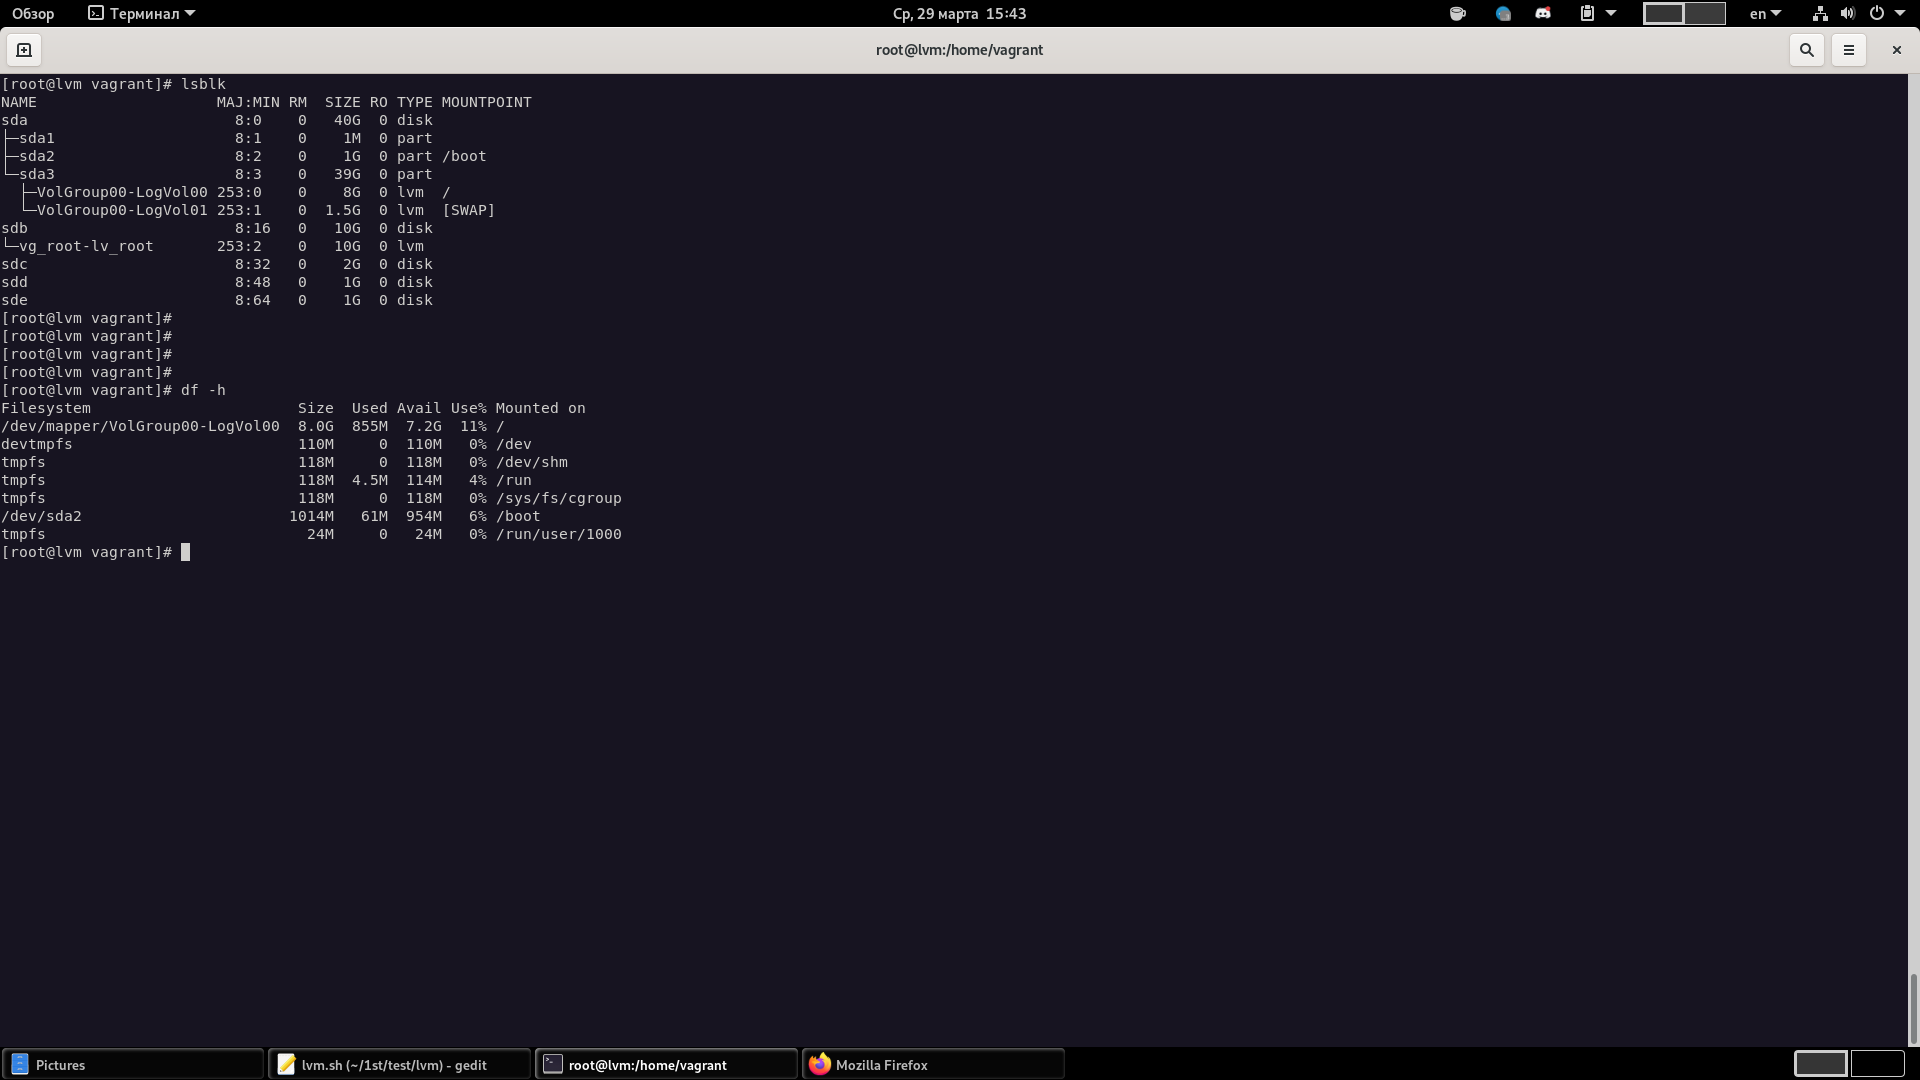 Обзор Терминал Ср, 29 марта 15:43 en
root@lvm:/home/vagrant
[root@lvm vagrant]# lsblk
NAME                    MAJ:MIN RM  SIZE RO TYPE MOUNTPOINT
sda                       8:0    0   40G  0 disk
├─sda1                    8:1    0    1M  0 part
├─sda2                    8:2    0    1G  0 part /boot
└─sda3                    8:3    0   39G  0 part
  ├─VolGroup00-LogVol00 253:0    0    8G  0 lvm  /
  └─VolGroup00-LogVol01 253:1    0  1.5G  0 lvm  [SWAP]
sdb                       8:16   0   10G  0 disk
└─vg_root-lv_root       253:2    0   10G  0 lvm
sdc                       8:32   0    2G  0 disk
sdd                       8:48   0    1G  0 disk
sde                       8:64   0    1G  0 disk
[root@lvm vagrant]#
[root@lvm vagrant]#
[root@lvm vagrant]#
[root@lvm vagrant]#
[root@lvm vagrant]# df -h
Filesystem                       Size  Used Avail Use% Mounted on
/dev/mapper/VolGroup00-LogVol00  8.0G  855M  7.2G  11% /
devtmpfs                         110M     0  110M   0% /dev
tmpfs                            118M     0  118M   0% /dev/shm
tmpfs                            118M  4.5M  114M   4% /run
tmpfs                            118M     0  118M   0% /sys/fs/cgroup
/dev/sda2                       1014M   61M  954M   6% /boot
tmpfs                             24M     0   24M   0% /run/user/1000
[root@lvm vagrant]#
Pictures lvm.sh (~/1st/test/lvm) - gedit root@lvm:/home/vagrant Mozilla Firefox